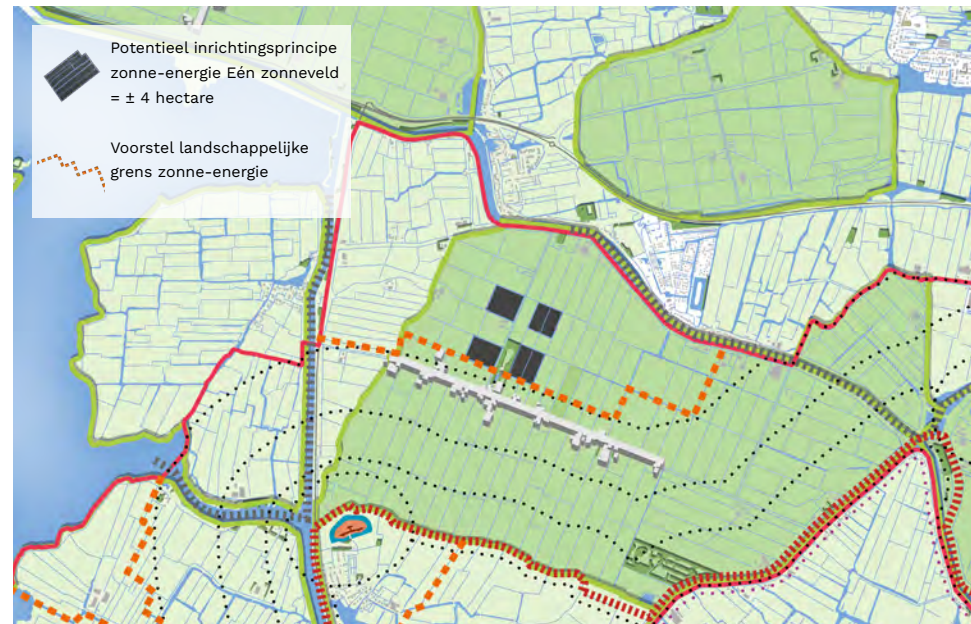 Potentieel inrichtingsprincipe
zonne-energie Eén zonneveld
= ± 4 hectare
Voorstel landschappelijke
grens zonne-energie